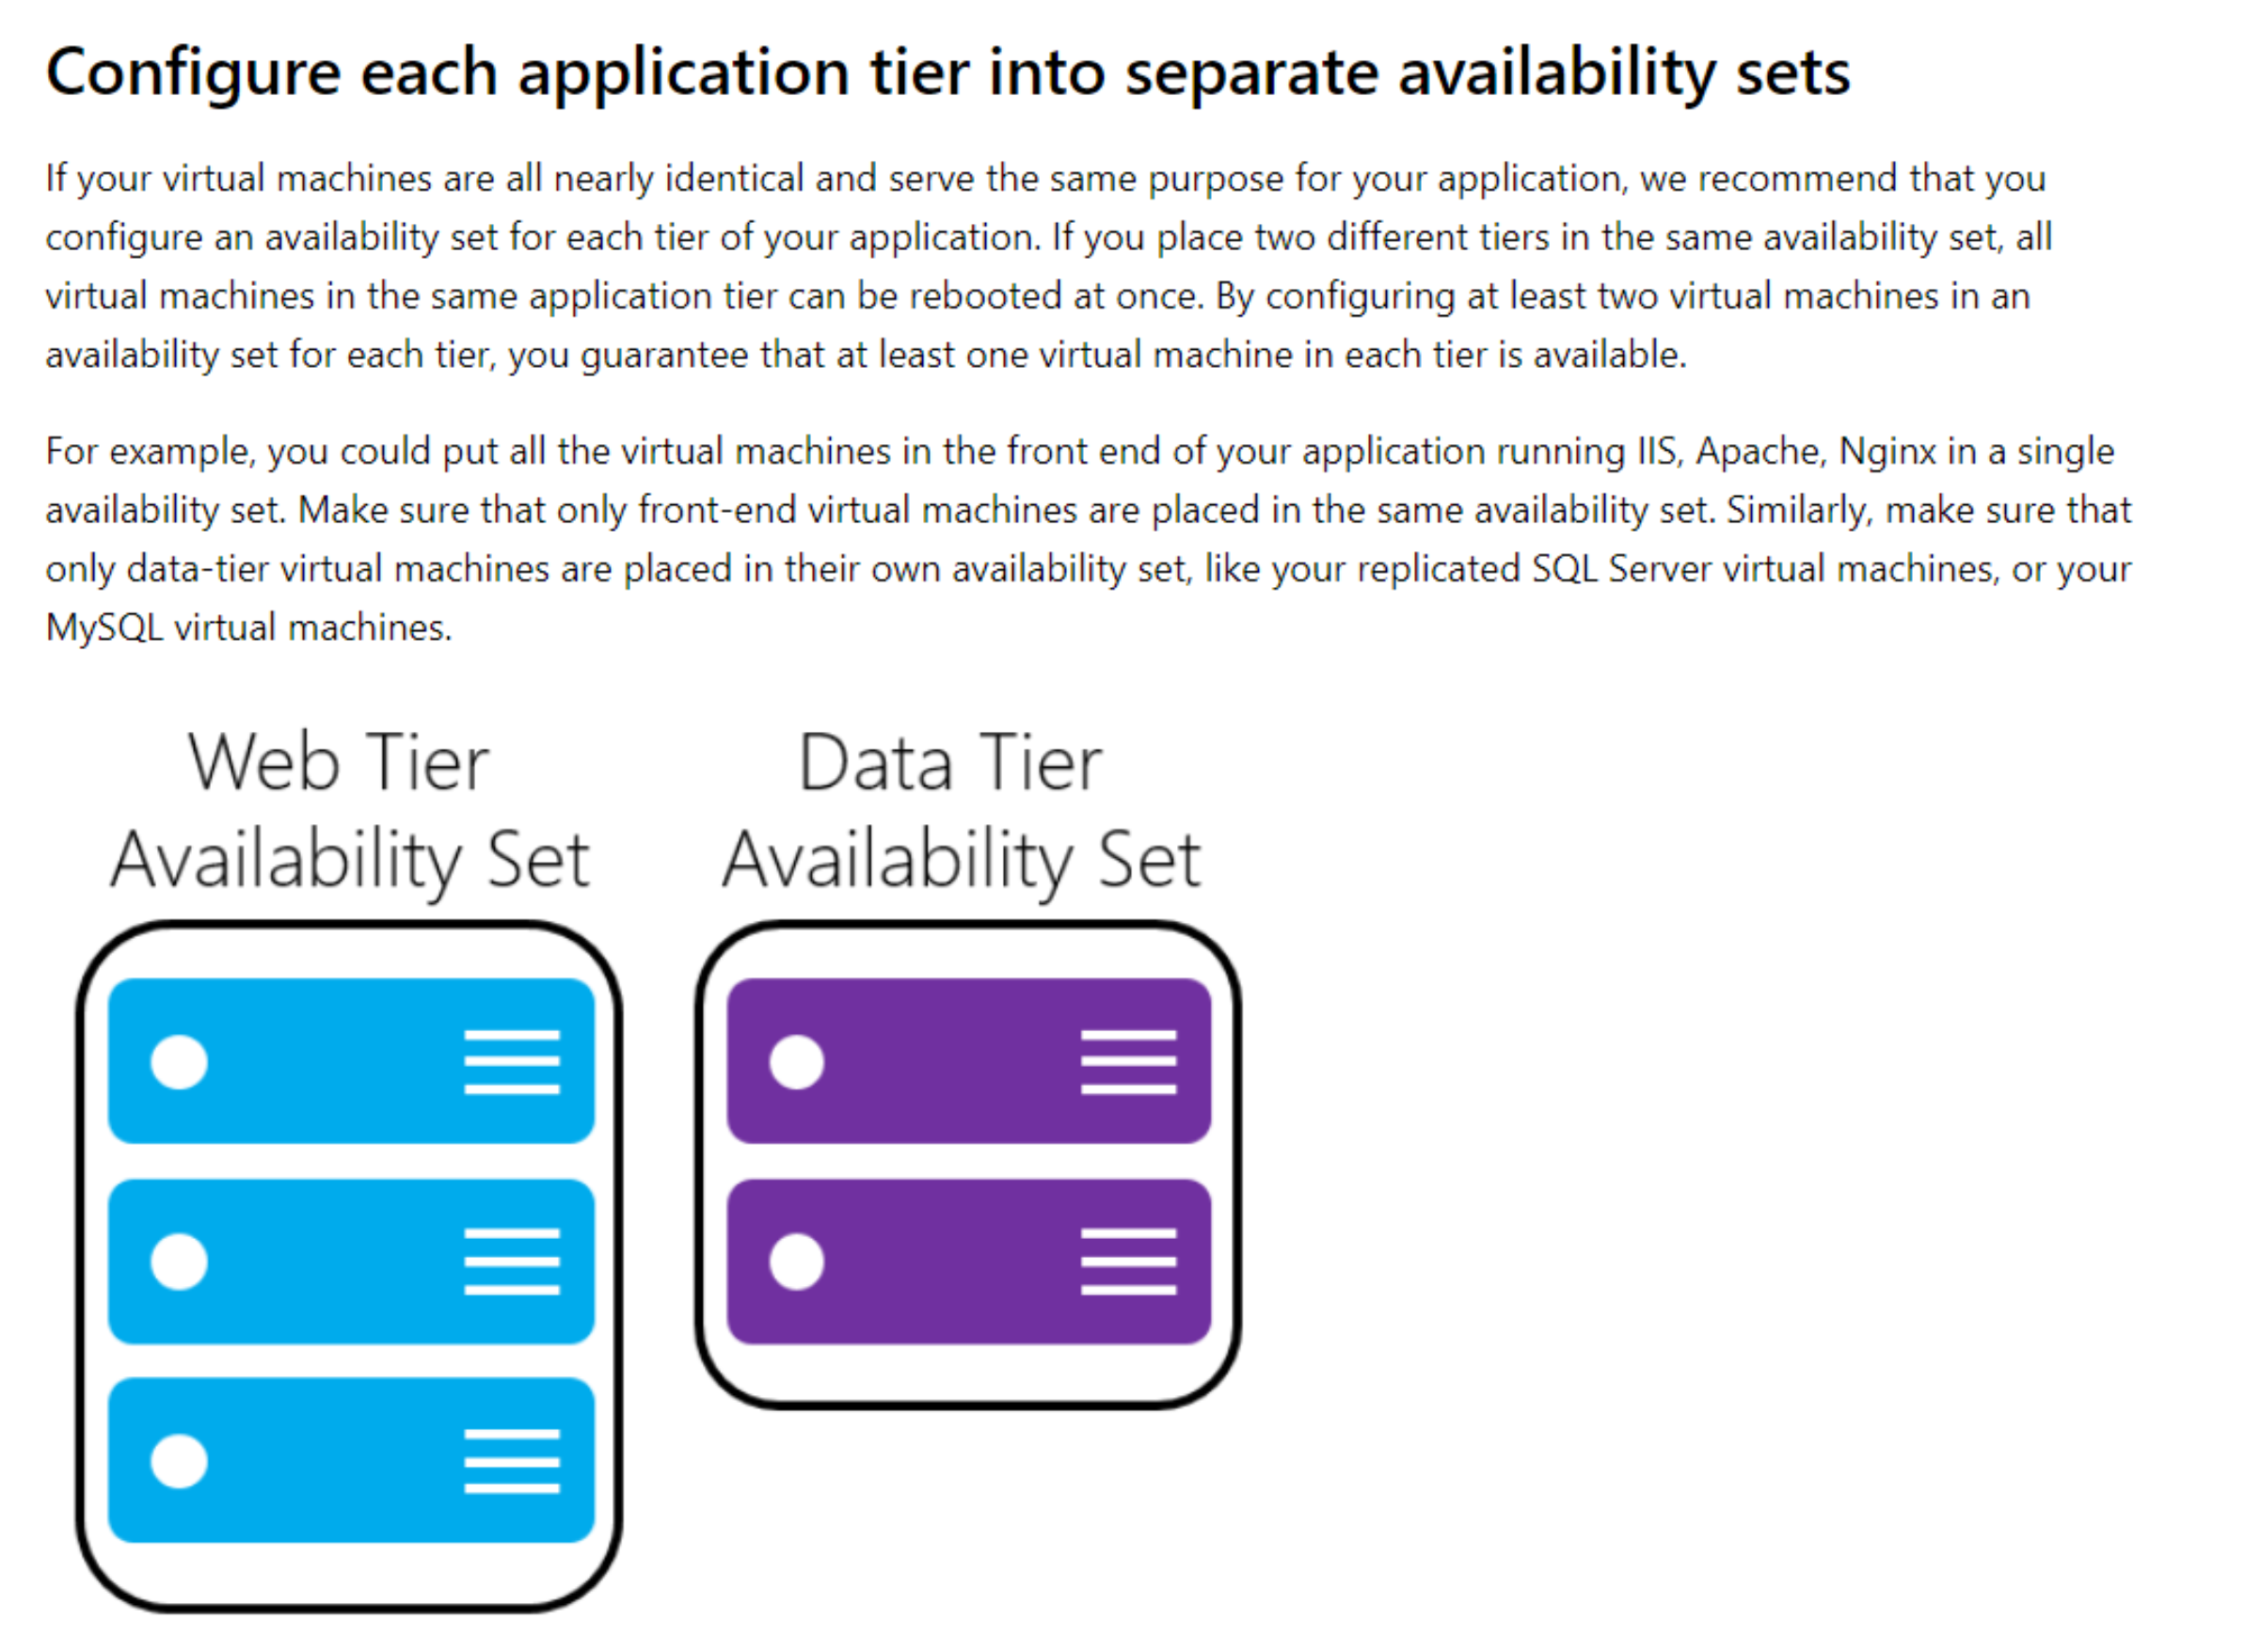 Configure each application tier into separate availability sets
If your virtual machines are all nearly identical and serve the same purpose for your application, we recommend that you
configure an availability set for each tier of your application. If you place two different tiers in the same availability set, all
virtual machines in the same application tier can be rebooted at once. By configuring at least two virtual machines in an
availability set for each tier, you guarantee that at least one virtual machine in each tier is available.
For example, you could put all the virtual machines in the front end of your application running IIS, Apache, Nginx in a single
availability set. Make sure that only front-end virtual machines are placed in the same availability set. Similarly, make sure that
only data-tier virtual machines are placed in their own availability set, like your replicated SQL Server virtual machines, or your
MySQL virtual machines.
Web Tier
Availability Set
Data Tier
Availability Set